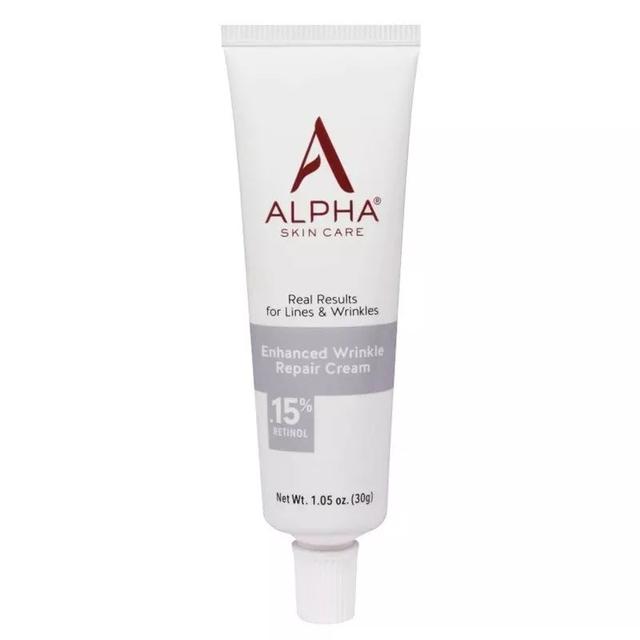 ALPHA®
SKIN CARE
Real Results
for Lines & Wrinkles
Enhanced Wrinkle
Repair Cream
.15%
RETINOL
Net Wt. 1.05 oz. (30g)